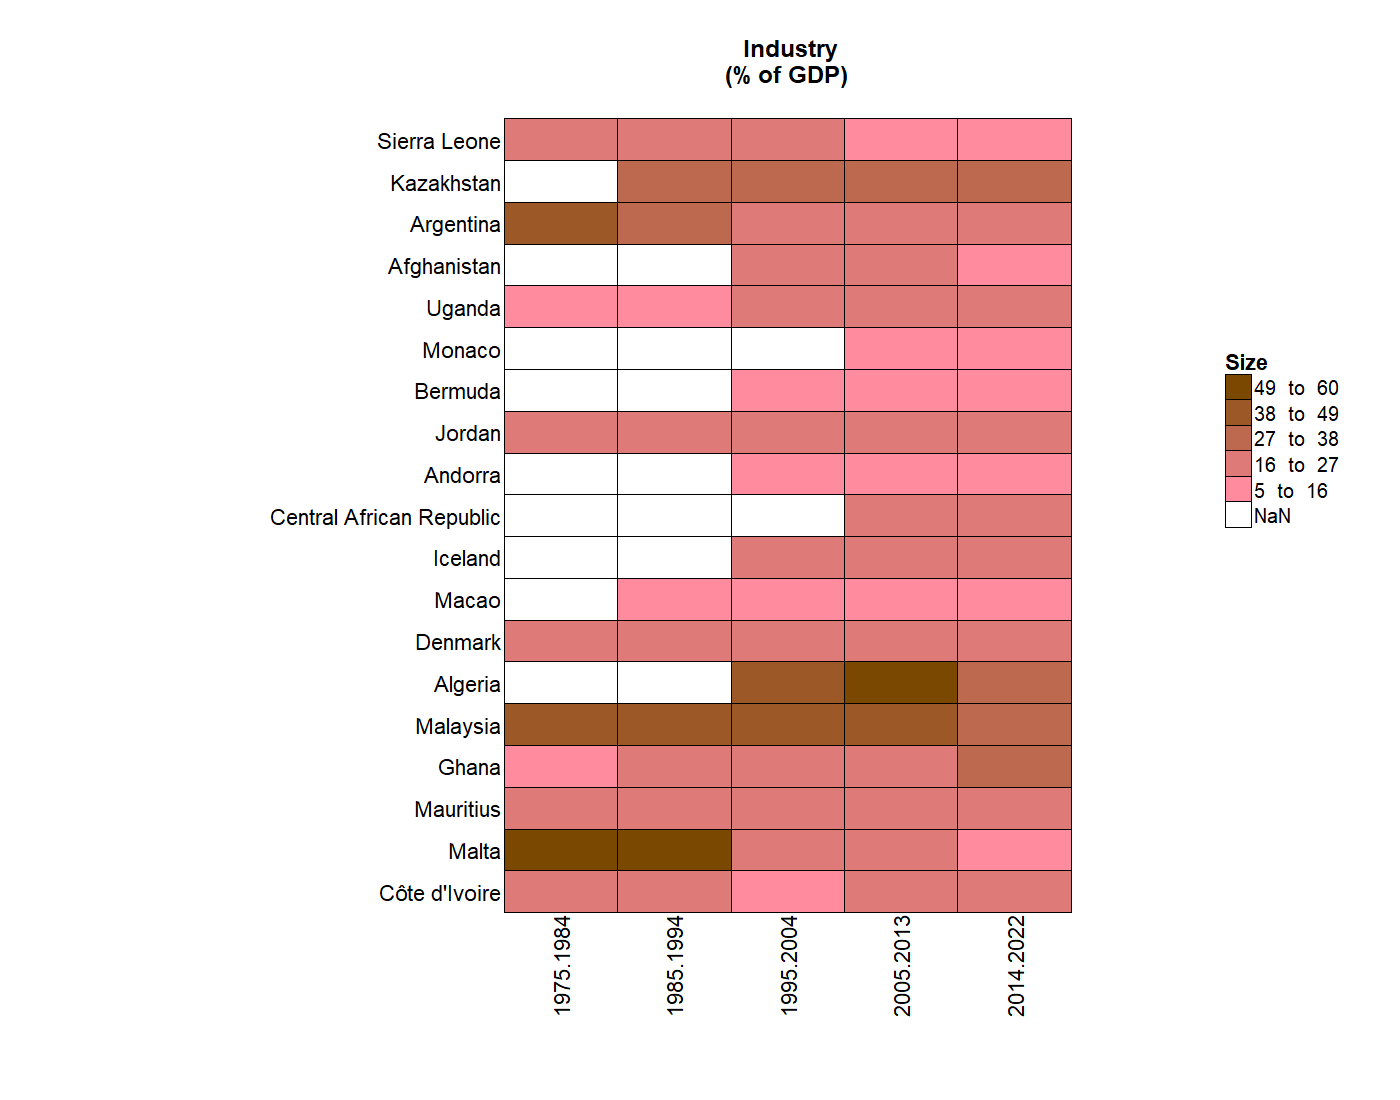 Industry
(% of GDP)
Sierra Leone
Kazakhstan
Argentina
Afghanistan
Uganda
Monaco
Bermuda
Jordan
Andorra
Central African Republic
Iceland
Macao
Denmark
Algeria
Malaysia
Ghana
Mauritius
Malta
Côte d'Ivoire
1975.1984
1985.1994
1995.2004
2005.2013
2014.2022
Size
49 to 60
38 to 49
27 to 38
16 to 27
5 to 16
NaN